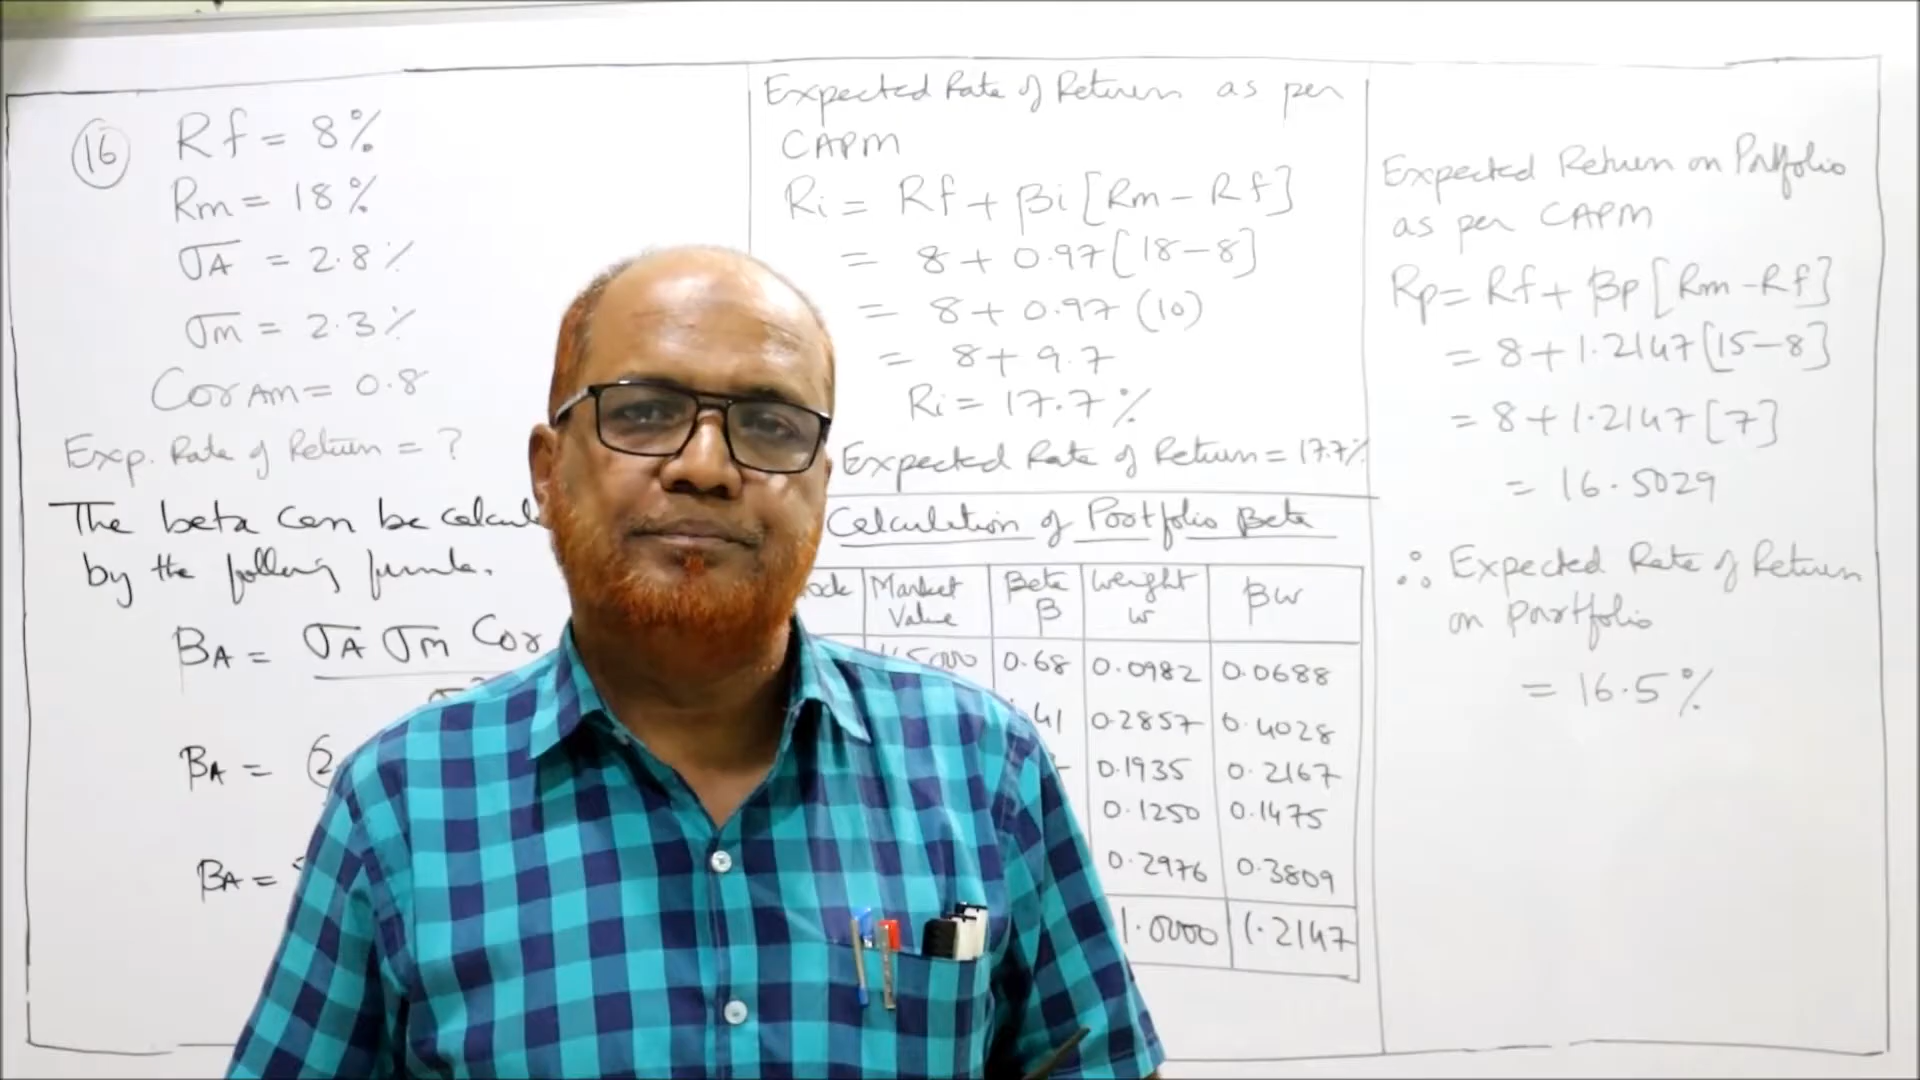 16
Rf = 8%
Rm = 18%
σA = 2.8%
σm = 2.3%
Cor Am = 0.8
Exp. Rate of Return = ?
The beta can be
by the
BA = σA σm Cor
BA = (2.
BA =
Expected Rate of Return as per
CAPM
Ri = Rf + βi [Rm - Rf]
= 8 + 0.97 [18-8]
= 8 + 0.97 (10)
= 8 + 9.7
Ri = 17.7%
Expected Rate of Return = 17.7%
Calculation of Portfolio Beta
Market Value Beta β Weight w βw
0.68 0.0982 0.0688
41 0.2857 0.4028
0.1935 0.2167
0.1250 0.1475
0.2976 0.3809
1.0000 1.2147
Expected Return on Portfolio
as per CAPM
Rp = Rf + βp [Rm - Rf]
= 8 + 1.2147 [15-8]
= 8 + 1.2147 [7]
= 16.5029
∴ Expected Rate of Return
on portfolio
= 16.5%